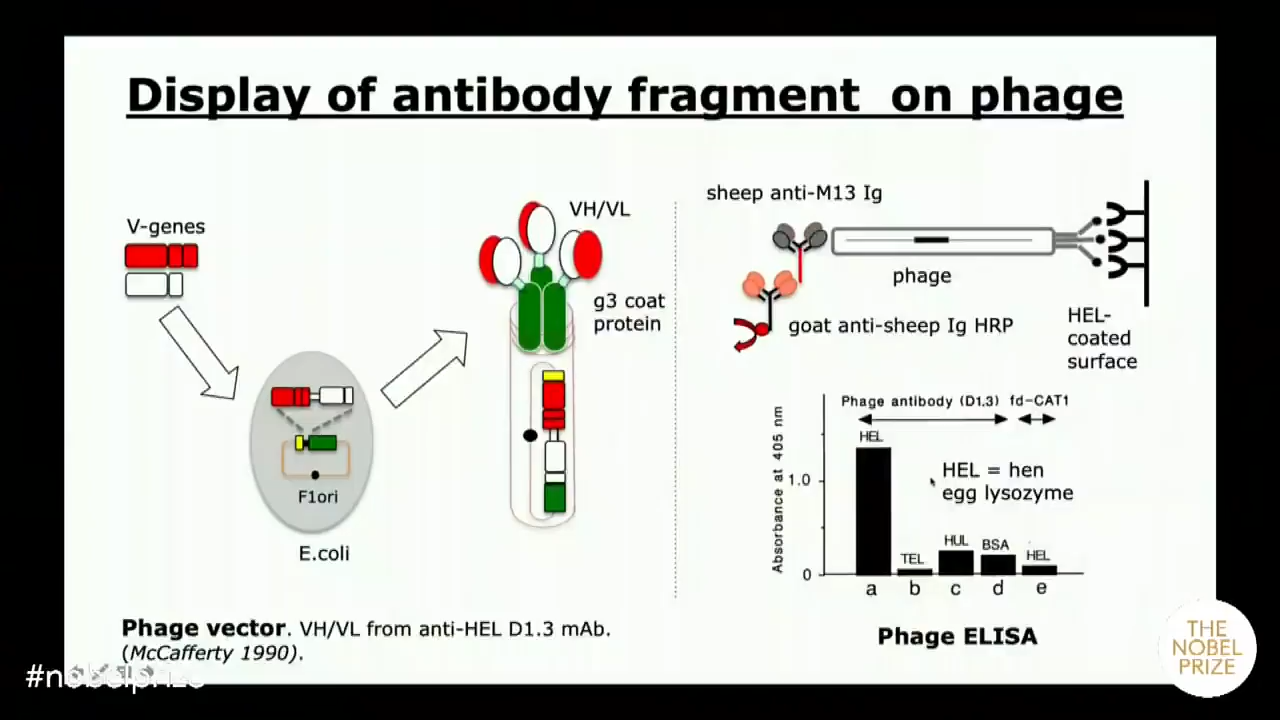 Display of antibody fragment on phage
V-genes
VH/VL
g3 coat
protein
F1ori
E.coli
Phage vector. VH/VL from anti-HEL D1.3 mAb.
(McCafferty 1990).
sheep anti-M13 Ig
phage
goat anti-sheep Ig HRP
HEL-
coated
surface
Phage antibody (D1.3) fd-CAT1
Absorbance at 405 nm
1.0
0
HEL
TEL
HUL
BSA
HEL
HEL = hen
egg lysozyme
a b c d e
Phage ELISA
#nobelprize
THE
NOBEL
PRIZE